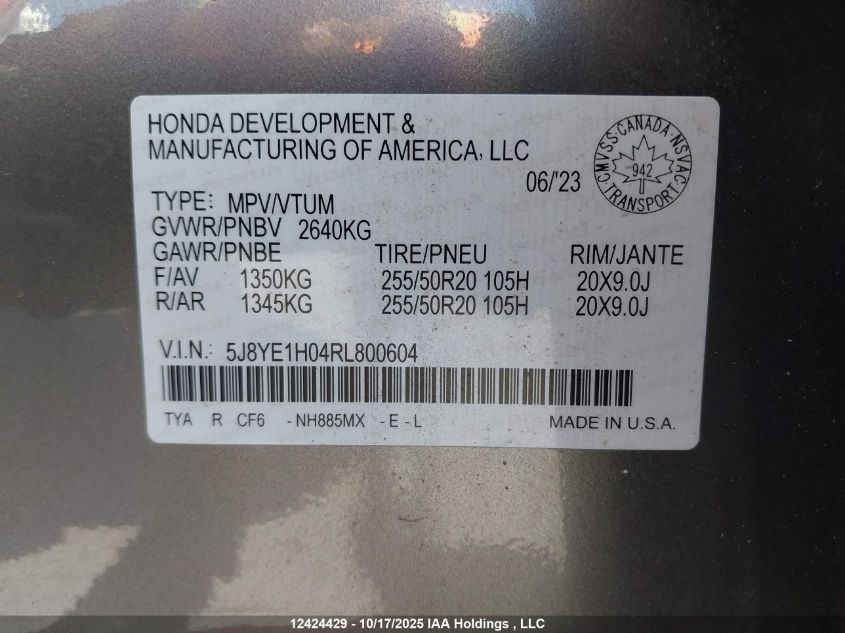 HONDA DEVELOPMENT &
MANUFACTURING OF AMERICA, LLC
06/'23
CMVSS·CANADA·NSVAC
942
TRANSPORT
TYPE: MPV/VTUM
GVWR/PNBV 2640KG
GAWR/PNBE TIRE/PNEU RIM/JANTE
F/AV 1350KG 255/50R20 105H 20X9.0J
R/AR 1345KG 255/50R20 105H 20X9.0J
V.I.N.: 5J8YE1H04RL800604
TYA R CF6 -NH885MX -E -L MADE IN U.S.A.
12424429 - 10/17/2025 IAA Holdings , LLC